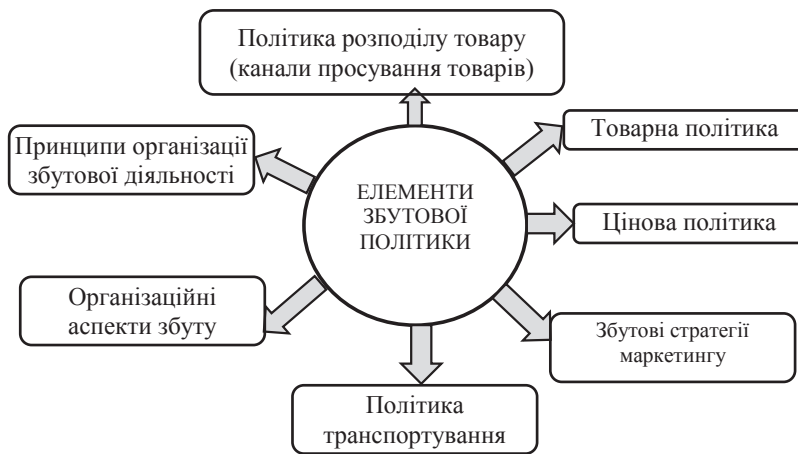 Політика розподілу товару
(канали просування товарів)
Товарна політика
Принципи організації
збутової діяльності
ЕЛЕМЕНТИ
ЗБУТОВОЇ
ПОЛІТИКИ
Цінова політика
Організаційні
аспекти збуту
Збутові стратегії
маркетингу
Політика
транспортування